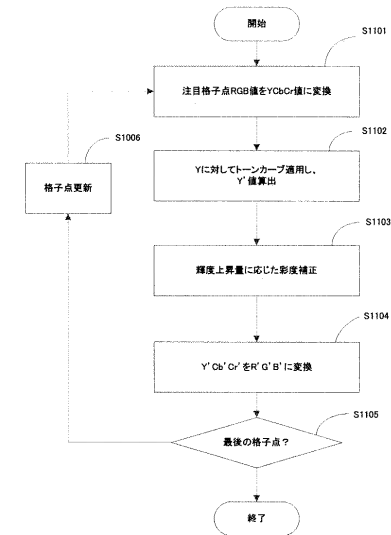 開始
S1101
注目格子点RGB値をYCbCr値に変換
S1102
Yに対してトーンカーブ適用し、
Y'値算出
S1006
格子点更新
S1103
輝度上昇量に応じた彩度補正
S1104
Y'Cb'Cr'をR'G'B'に変換
S1105
最後の格子点?
終了